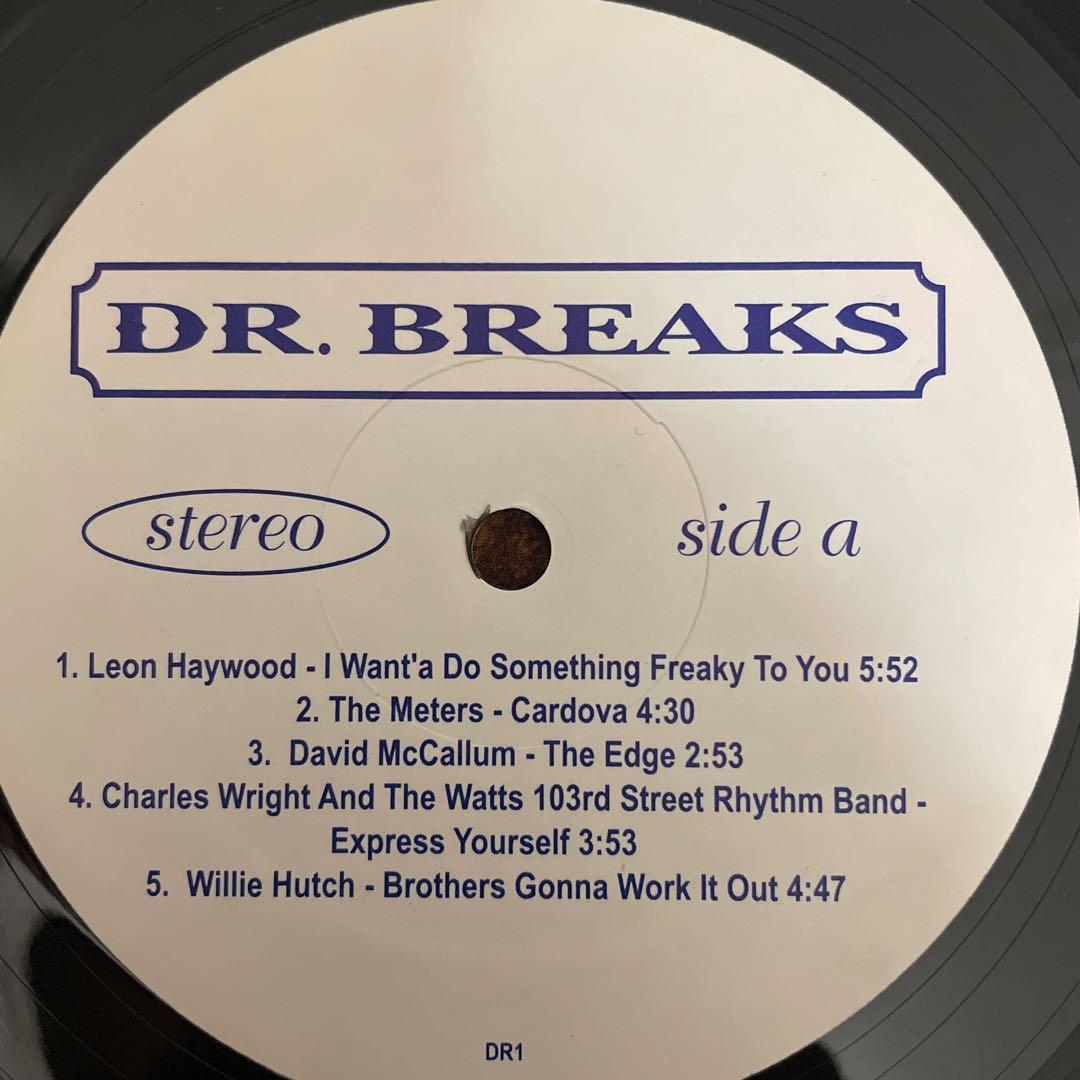 DR. BREAKS
stereo
side a
1. Leon Haywood - I Want'a Do Something Freaky To You 5:52
2. The Meters - Cardova 4:30
3. David McCallum - The Edge 2:53
4. Charles Wright And The Watts 103rd Street Rhythm Band -
Express Yourself 3:53
5. Willie Hutch - Brothers Gonna Work It Out 4:47
DR1